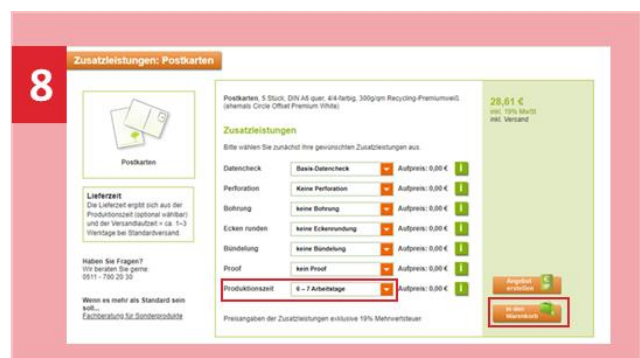 8
Zusatzleistungen: Postkarten
Postkarten
Lieferzeit
Die Lieferzeit ergibt sich aus der
Produktionszeit (optional wählbar)
und der Versandlaufzeit = ca. 1–3
Werktage bei Standardversand.
Haben Sie Fragen?
Wir beraten Sie gerne.
0511 - 700 20 30
Wenn es mehr als Standard sein
soll...
Fachberatung für Sonderprodukte
Postkarten, 5 Stück, DIN A6 quer, 4/4-farbig, 300g/qm Recycling-Premiumweiß
(ehemals Circle Offset Premium White)
Zusatzleistungen
Bitte wählen Sie zunächst Ihre gewünschten Zusatzleistungen aus.
Datencheck Basis-Datencheck Aufpreis: 0,00 € i
Perforation Keine Perforation Aufpreis: 0,00 € i
Bohrung keine Bohrung Aufpreis: 0,00 € i
Ecken runden keine Eckenrundung Aufpreis: 0,00 € i
Bündelung keine Bündelung Aufpreis: 0,00 € i
Proof kein Proof Aufpreis: 0,00 € i
Produktionszeit 6 – 7 Arbeitstage Aufpreis: 0,00 € i
Preisangaben der Zusatzleistungen exklusive 19% Mehrwertsteuer
28,61 €
inkl. 19% MwSt.
inkl. Versand
Angebot
erstellen
In den
Warenkorb